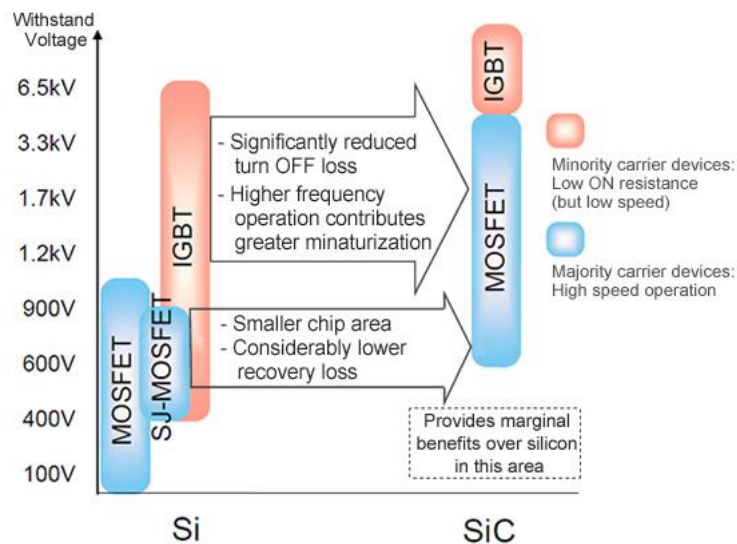 Withstand
Voltage
6.5kV
3.3kV
1.7kV
1.2kV
900V
600V
400V
100V
MOSFET
SJ-MOSFET
IGBT
- Significantly reduced
turn OFF loss
- Higher frequency
operation contributes
greater minaturization
- Smaller chip area
- Considerably lower
recovery loss
IGBT
MOSFET
Provides marginal
benefits over silicon
in this area
Minority carrier devices:
Low ON resistance
(but low speed)
Majority carrier devices:
High speed operation
Si
SiC